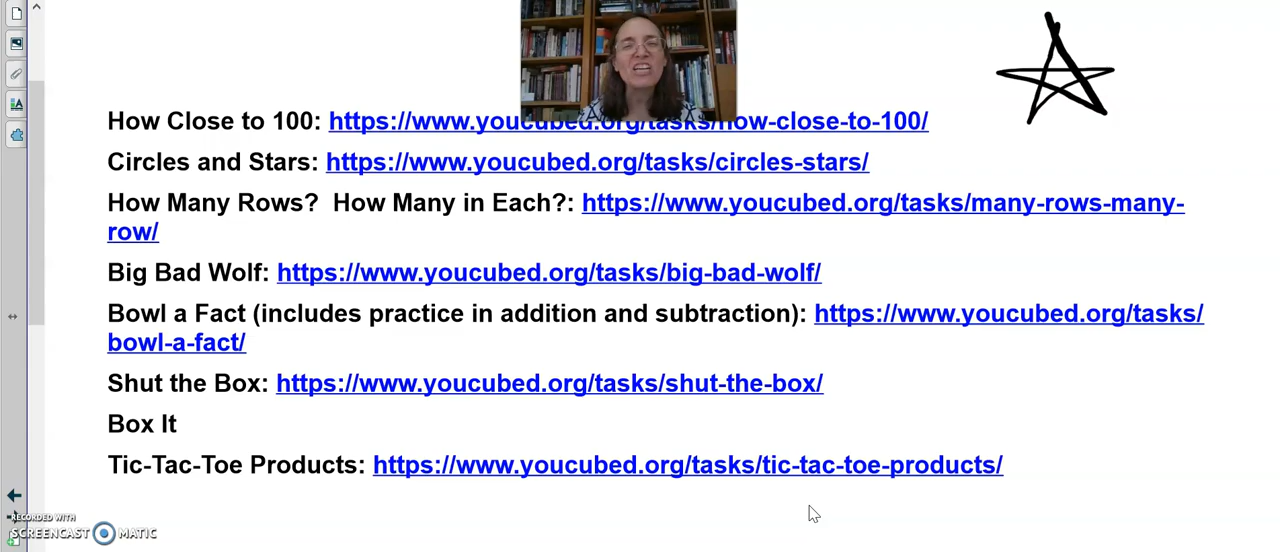 How Close to 100: https://www.youcubed.org/tasks/how-close-to-100/
Circles and Stars: https://www.youcubed.org/tasks/circles-stars/
How Many Rows?  How Many in Each?: https://www.youcubed.org/tasks/many-rows-many-
row/
Big Bad Wolf: https://www.youcubed.org/tasks/big-bad-wolf/
Bowl a Fact (includes practice in addition and subtraction): https://www.youcubed.org/tasks/
bowl-a-fact/
Shut the Box: https://www.youcubed.org/tasks/shut-the-box/
Box It
Tic-Tac-Toe Products: https://www.youcubed.org/tasks/tic-tac-toe-products/
RECORDED WITH
SCREENCAST MATIC